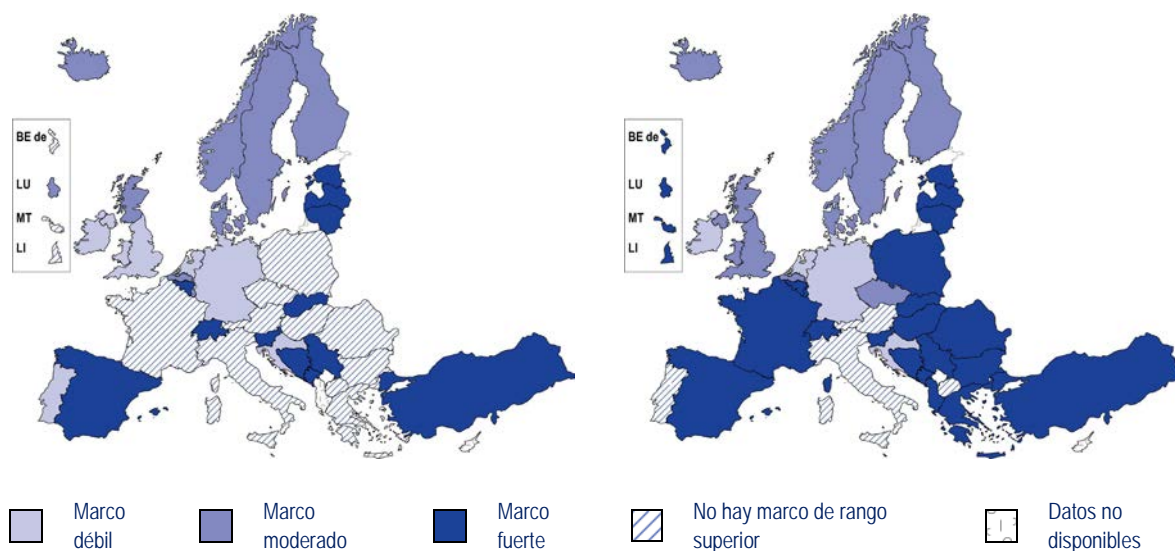 BE de
LU
MT
LI
BE de
LU
MT
LI
Marco
débil
Marco
moderado
Marco
fuerte
No hay marco de rango
superior
Datos no
disponibles